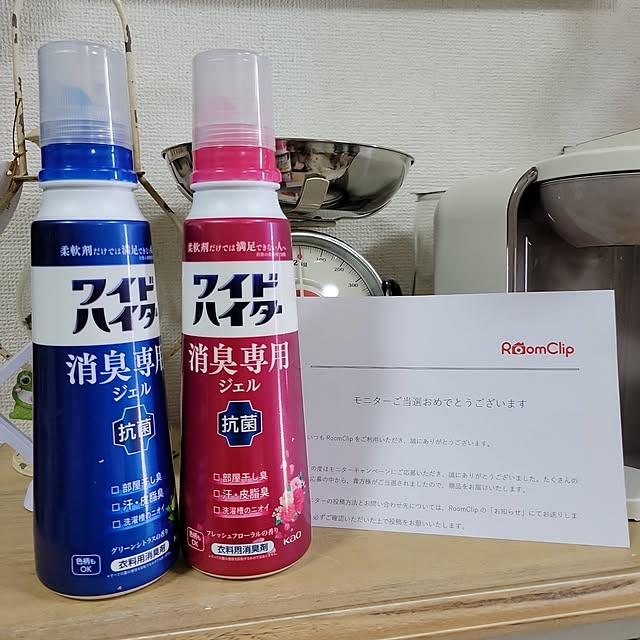 柔軟剤だけでは満足できない人へ
ワイド
ハイター
消臭専用
ジェル
抗菌
部屋干し臭
汗・皮脂臭
洗濯槽のニオイ
グリーンシトラスの香り
色柄も
OK
衣料用消臭剤
柔軟剤だけでは満足できない人へ
ワイド
ハイター
消臭専用
ジェル
抗菌
部屋干し臭
汗・皮脂臭
洗濯槽のニオイ
フレッシュフローラルの香り
色柄も
OK
衣料用消臭剤
Kao
2
200
300
RoomClip
モニターご当選おめでとうございます
いつも RoomClip をご利用いただき、誠にありがとうございます。
の度はモニターキャンペーンにご応募いただき、誠にありがとうございました。たくさんの
応募の中から、貴方様がご当選されましたので、商品をお届けいたします。
ニターの投稿方法とお問い合わせ先については、RoomClip の「お知らせ」にてお送りしま
必ずご確認いただいた上で投稿をお願いいたします。